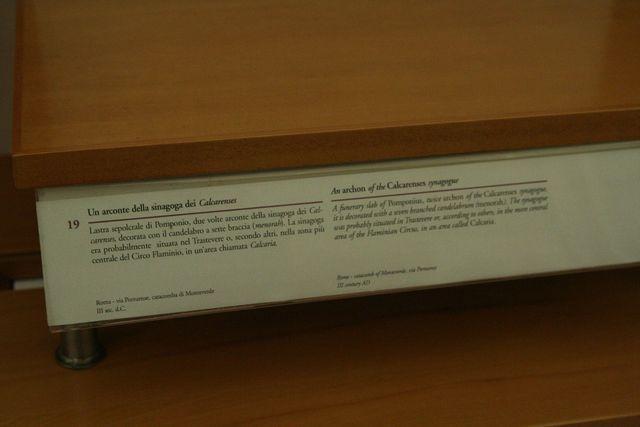 19
Un arconte della sinagoga dei Calcarenses
Lastra sepolcrale di Pomponio, due volte arconte della sinagoga dei Cal-
carenses, decorata con il candelabro a sette braccia (menorah). La sinagoga
era probabilmente situata nel Trastevere o, secondo altri, nella zona più
centrale del Circo Flaminio, in un'area chiamata Calcaria.
Roma - via Portuense, catacomba di Monteverde
III sec. d.C.
An archon of the Calcarenses synagogue
A funerary slab of Pomponius, twice archon of the Calcarenses synagogue,
it is decorated with a seven branched candelabrum (menorah). The synagogue
was probably situated in Trastevere or, according to others, in the more central
area of the Flaminian Circus, in an area called Calcaria.
Rome - catacomb of Monteverde, via Portuense
III century AD